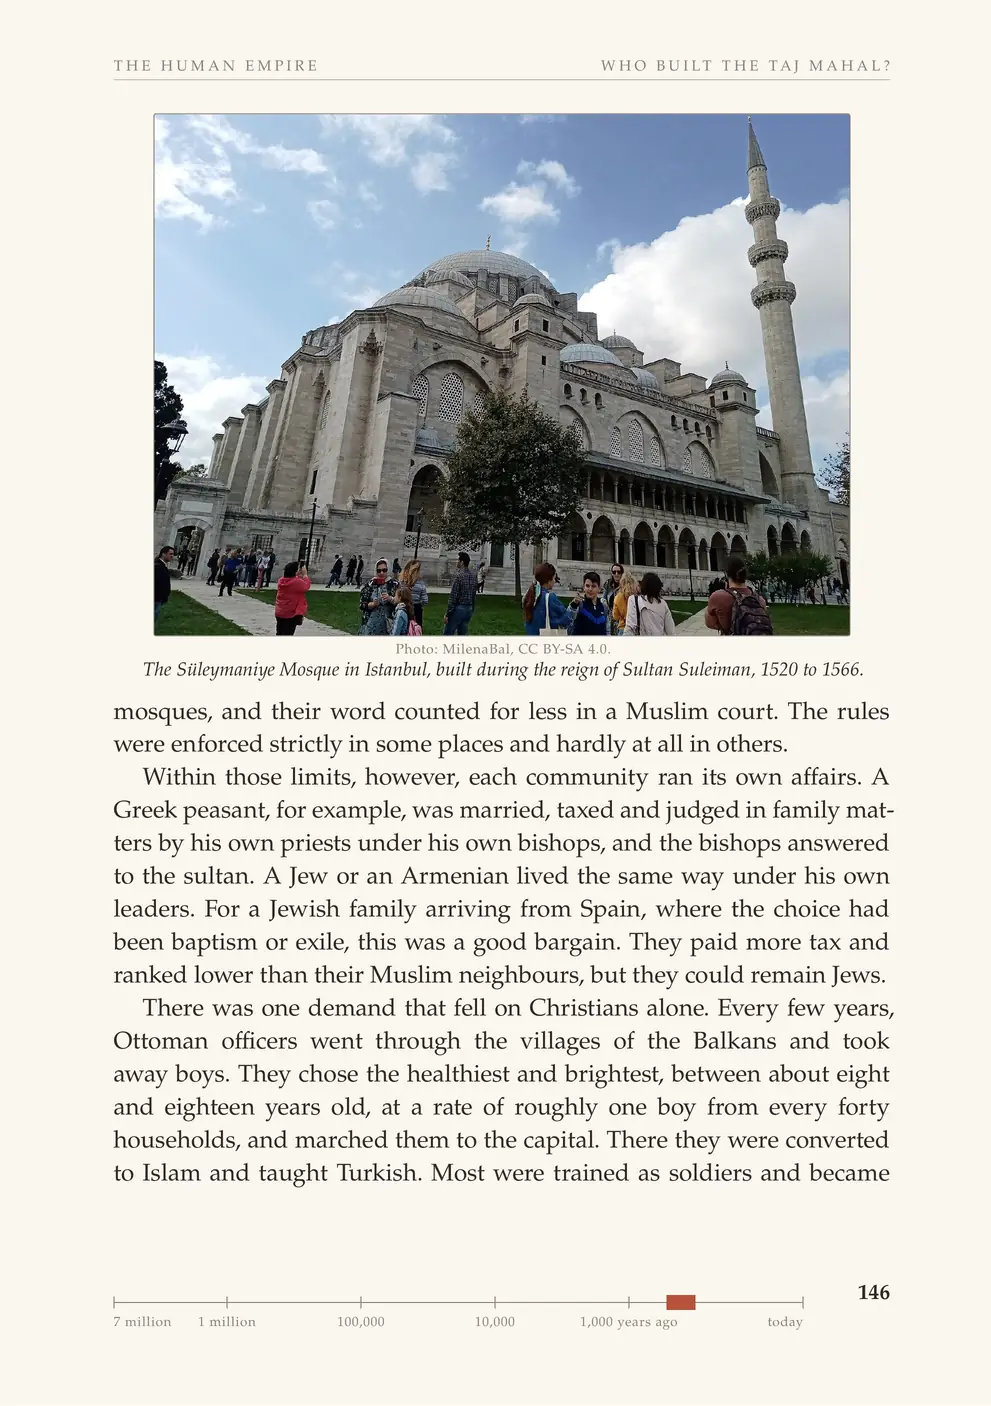 THE HUMAN EMPIRE
WHO BUILT THE TAJ MAHAL?
Photo: MilenaBal, CC BY-SA 4.0.
The Süleymaniye Mosque in Istanbul, built during the reign of Sultan Suleiman, 1520 to 1566.
mosques, and their word counted for less in a Muslim court. The rules
were enforced strictly in some places and hardly at all in others.
Within those limits, however, each community ran its own affairs. A
Greek peasant, for example, was married, taxed and judged in family mat-
ters by his own priests under his own bishops, and the bishops answered
to the sultan. A Jew or an Armenian lived the same way under his own
leaders. For a Jewish family arriving from Spain, where the choice had
been baptism or exile, this was a good bargain. They paid more tax and
ranked lower than their Muslim neighbours, but they could remain Jews.
There was one demand that fell on Christians alone. Every few years,
Ottoman officers went through the villages of the Balkans and took
away boys. They chose the healthiest and brightest, between about eight
and eighteen years old, at a rate of roughly one boy from every forty
households, and marched them to the capital. There they were converted
to Islam and taught Turkish. Most were trained as soldiers and became
146
7 million 1 million 100,000 10,000 1,000 years ago today